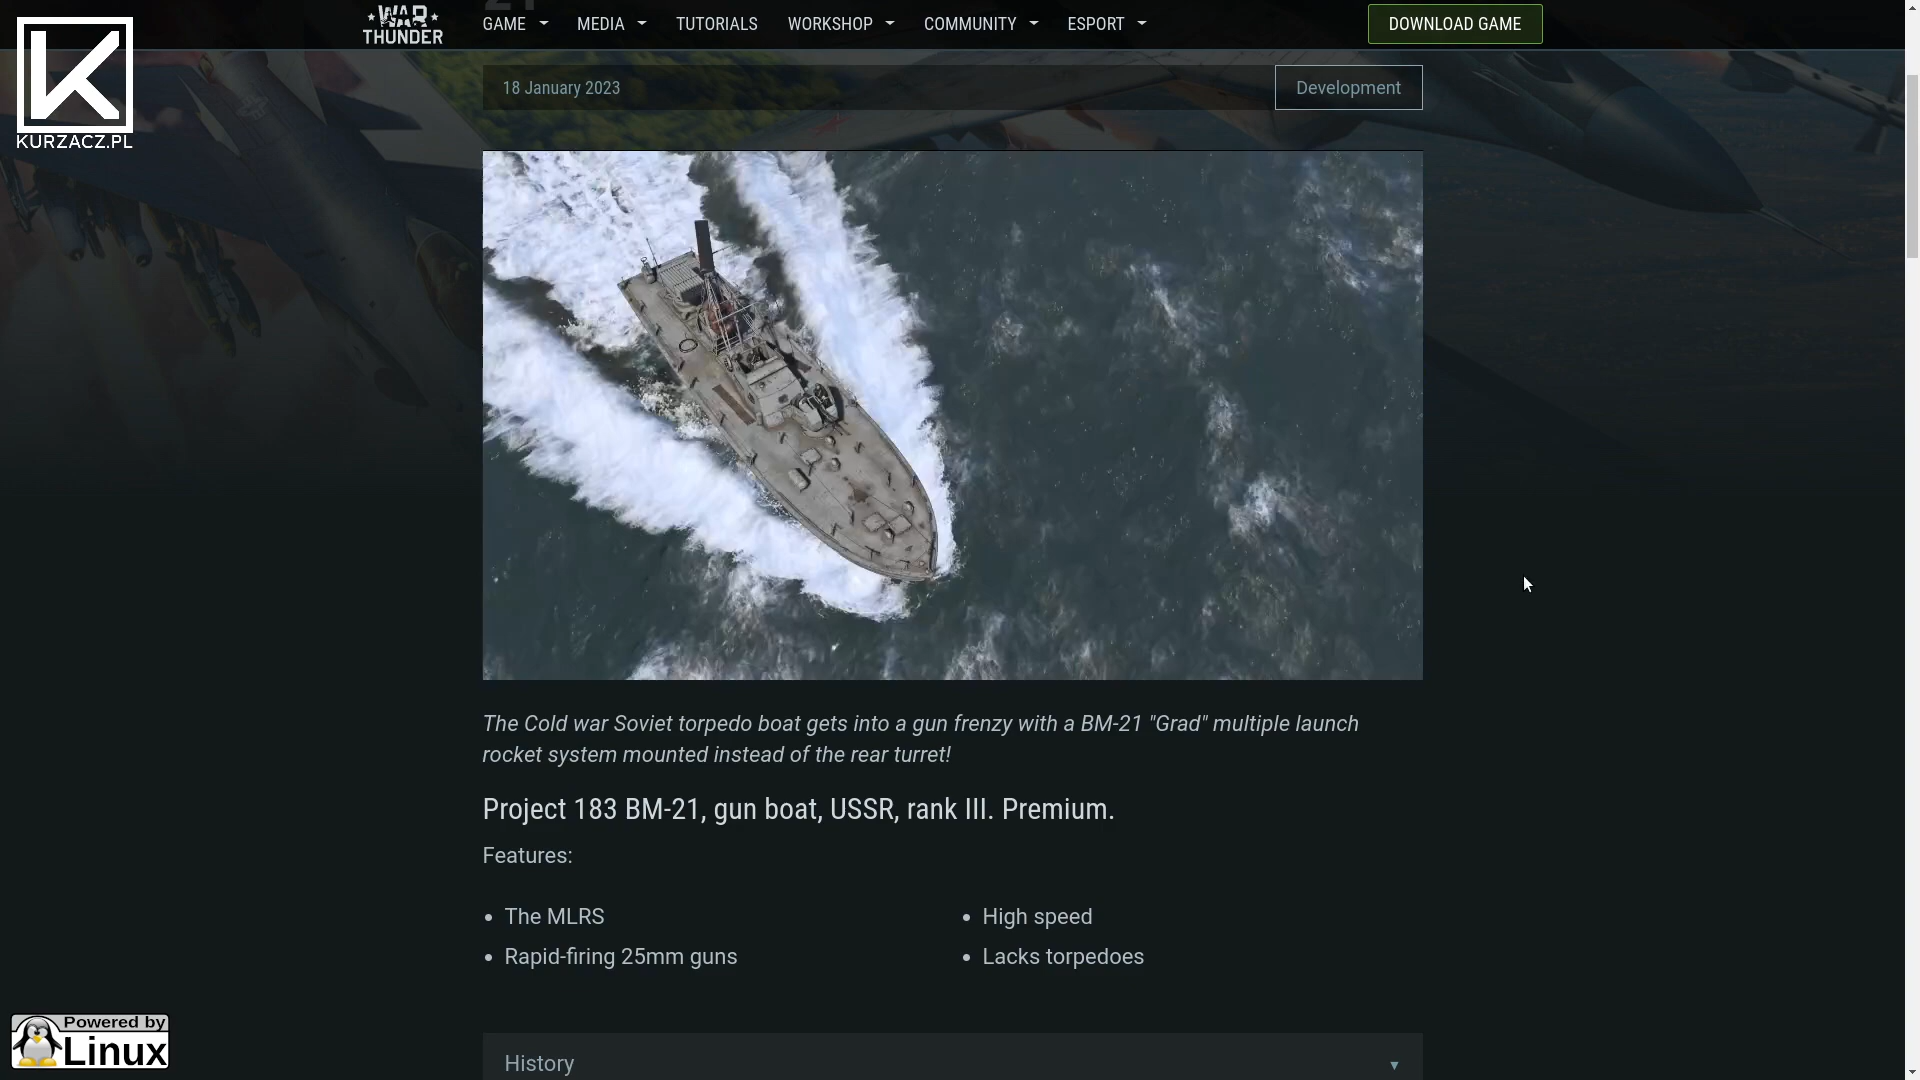 WAR THUNDER
GAME
MEDIA
TUTORIALS
WORKSHOP
COMMUNITY
ESPORT
DOWNLOAD GAME
K
KURZACZ.PL
18 January 2023
Development
The Cold war Soviet torpedo boat gets into a gun frenzy with a BM-21 "Grad" multiple launch
rocket system mounted instead of the rear turret!
Project 183 BM-21, gun boat, USSR, rank III. Premium.
Features:
The MLRS
Rapid-firing 25mm guns
High speed
Lacks torpedoes
History
Powered by
Linux